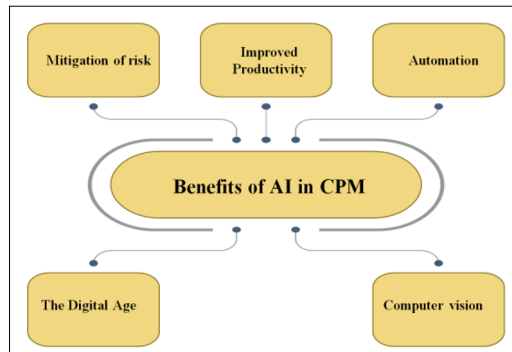 Mitigation of risk
Improved
Productivity
Automation
Benefits of AI in CPM
The Digital Age
Computer vision